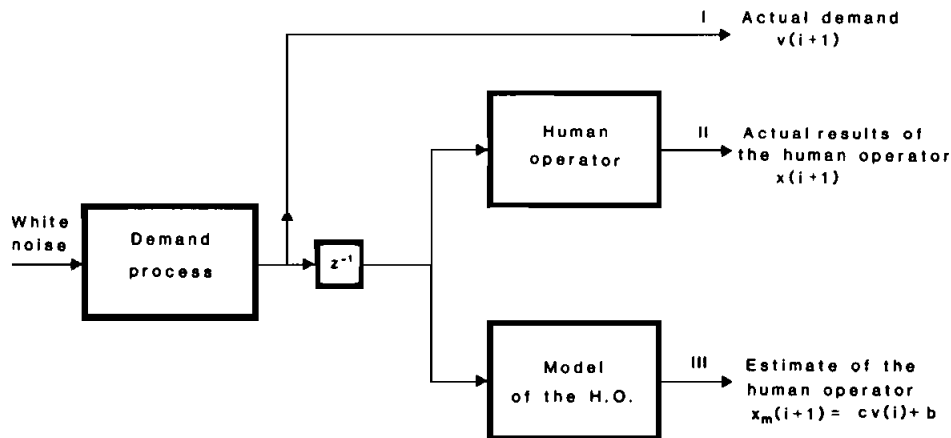 I
Actual demand
v(i+1)
Human
operator
II
Actual results of
the human operator
x(i+1)
White
noise
Demand
process
z⁻¹
Model
of the H.O.
III
Estimate of the
human operator
xₘ(i+1) = cv(i)+ b